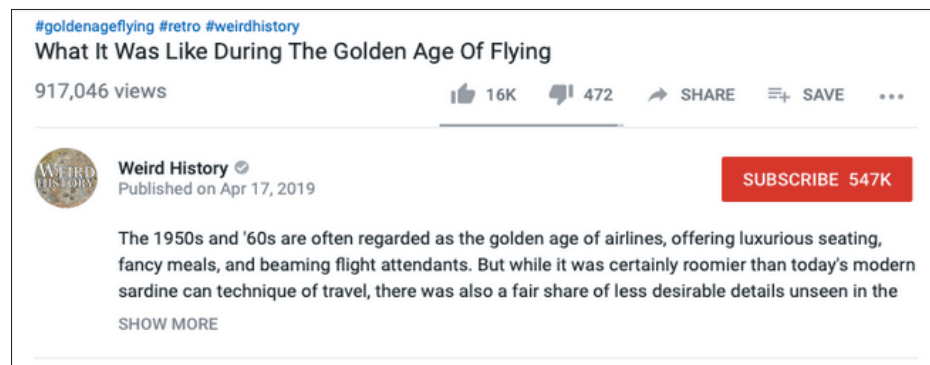 #goldenageflying #retro #weirdhistory
What It Was Like During The Golden Age Of Flying
917,046 views
16K 472 SHARE SAVE
WEIRD
HISTORY
Weird History
Published on Apr 17, 2019
SUBSCRIBE 547K
The 1950s and '60s are often regarded as the golden age of airlines, offering luxurious seating,
fancy meals, and beaming flight attendants. But while it was certainly roomier than today's modern
sardine can technique of travel, there was also a fair share of less desirable details unseen in the
SHOW MORE